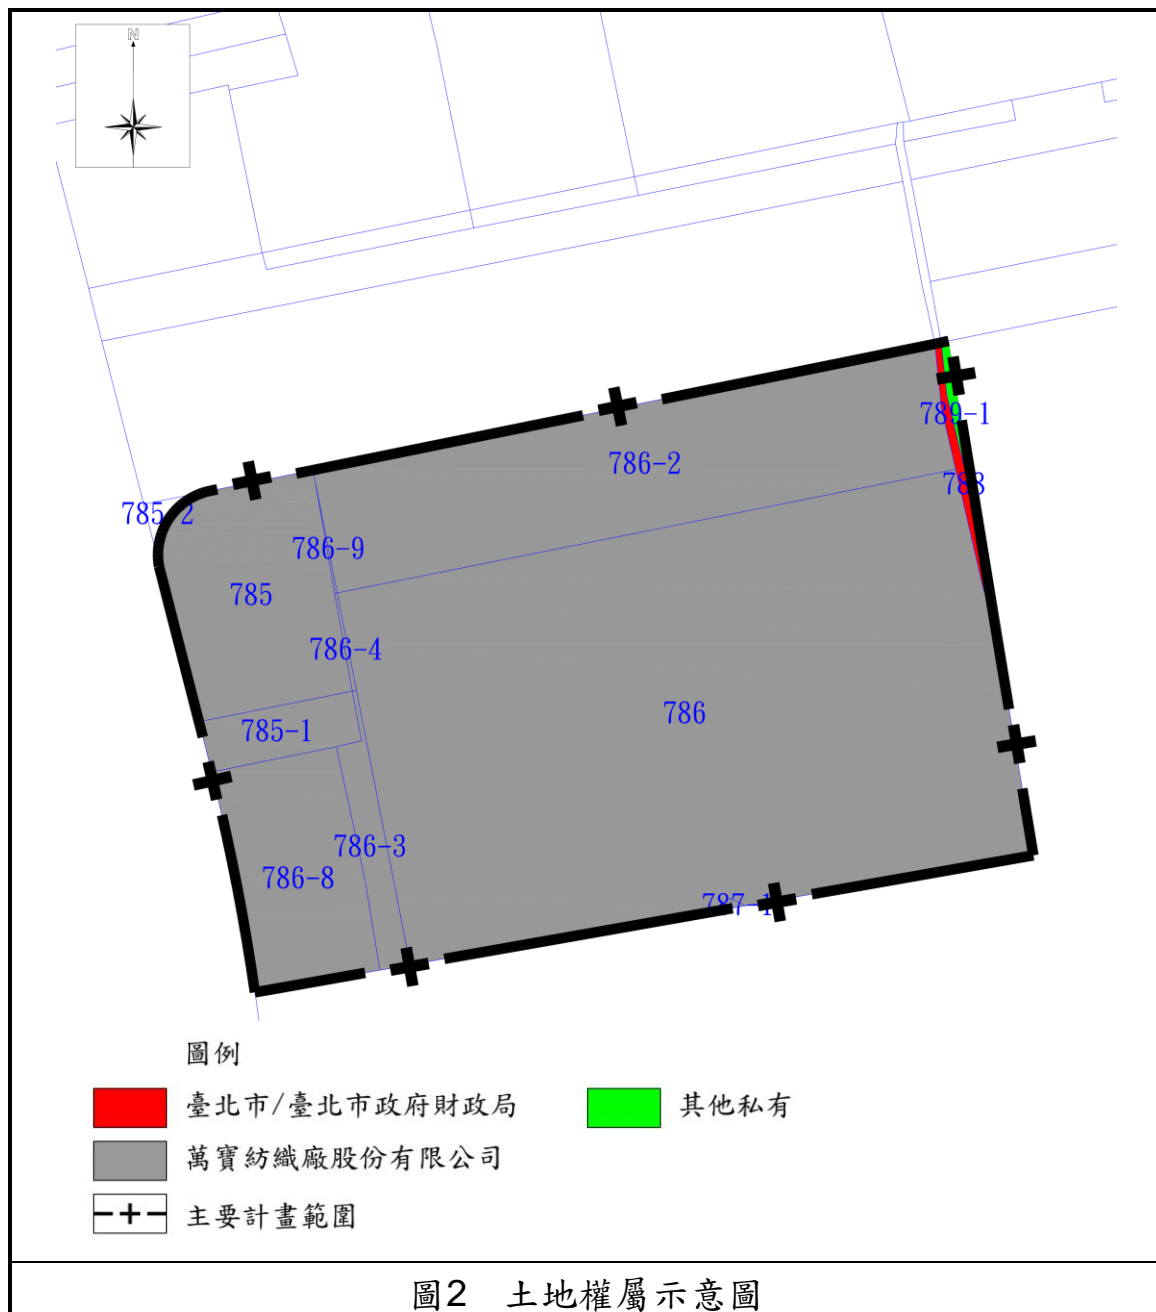 N
789-1
786-2
788
785-2
786-9
785
786-4
786
785-1
786-3
786-8
787-1
圖例
臺北市/臺北市政府財政局
其他私有
萬寶紡織廠股份有限公司
主要計畫範圍
圖2 土地權屬示意圖